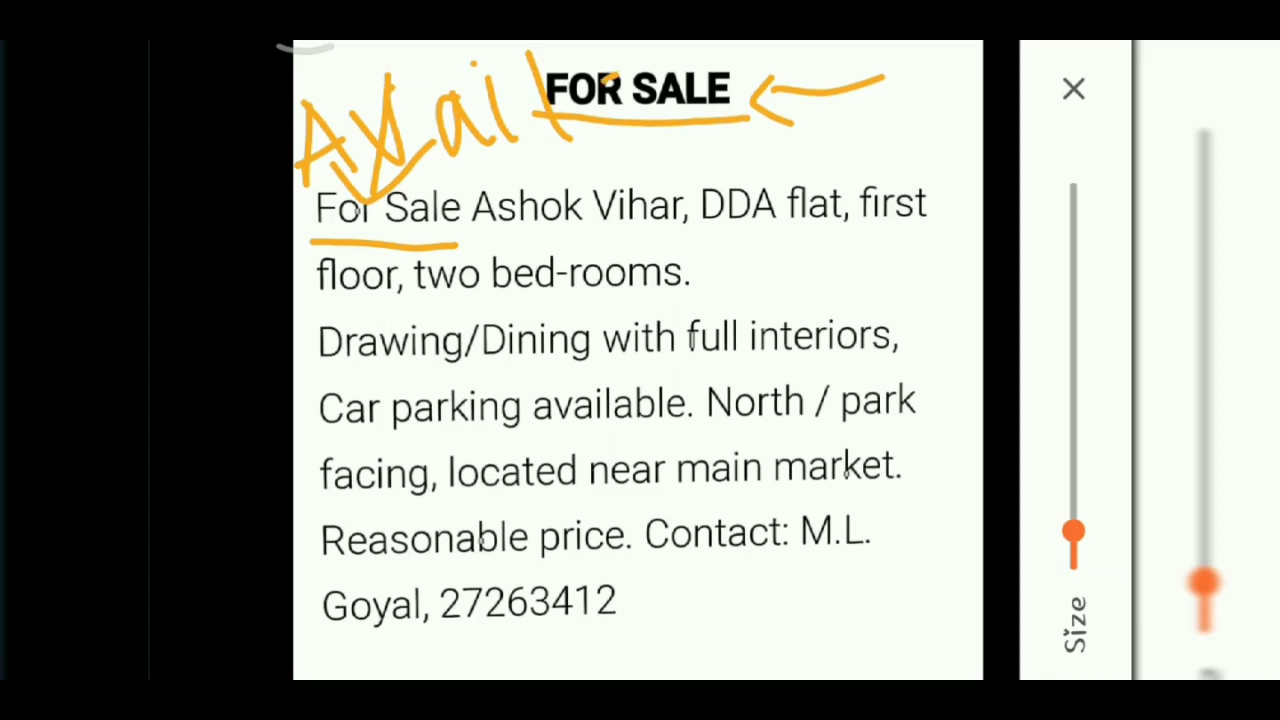 FOR SALE
Avail
For Sale Ashok Vihar, DDA flat, first
floor, two bed-rooms.
Drawing/Dining with full interiors,
Car parking available. North / park
facing, located near main market.
Reasonable price. Contact: M.L.
Goyal, 27263412
Size